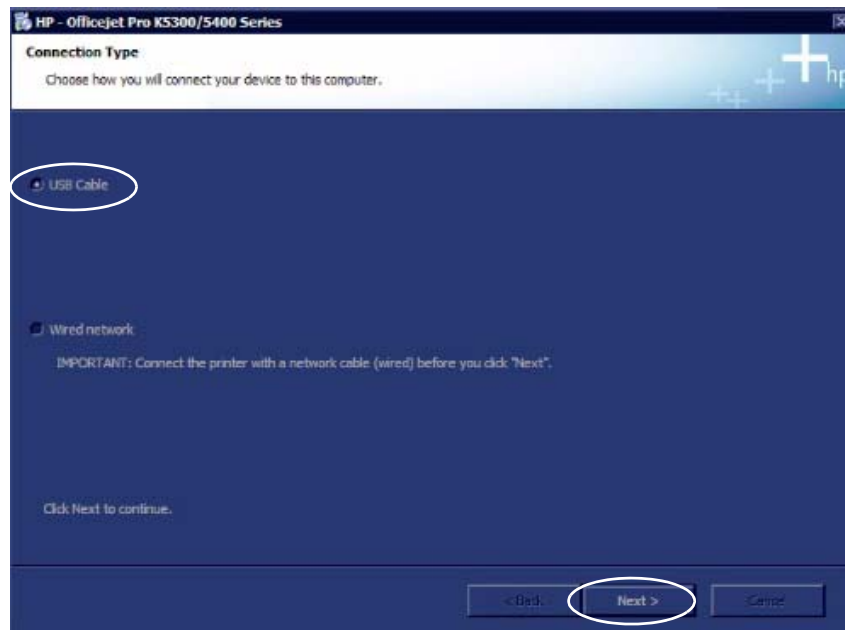 HP - Officejet Pro K5300/5400 Series
Connection Type
Choose how you will connect your device to this computer.
hp
USB Cable
Wired network
IMPORTANT: Connect the printer with a network cable (wired) before you click "Next".
Click Next to continue.
< Back Next > Cancel